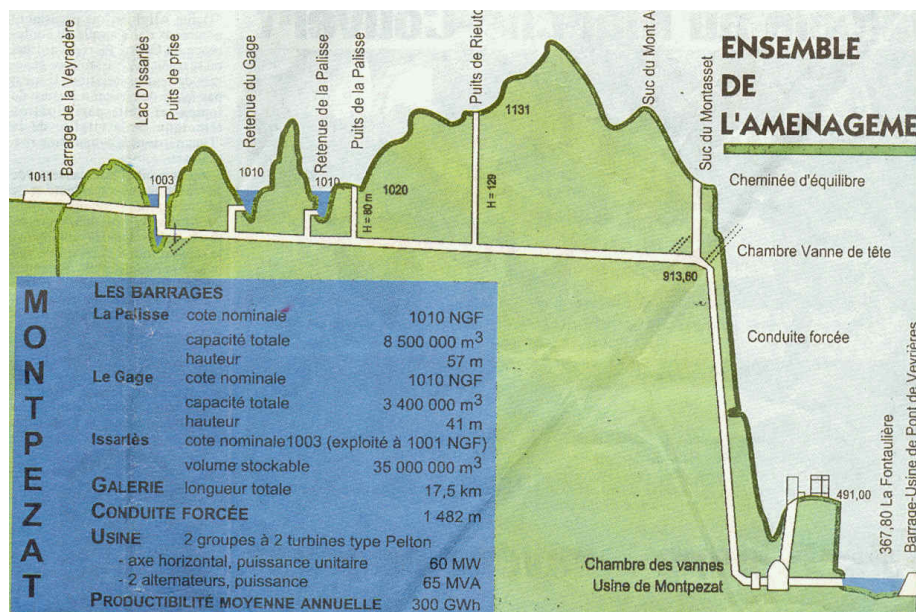 Barrage de la Veyradère
Lac D'Issarlès
Puits de prise
Retenue du Gage
Retenue de la Palisse
Puits de la Palisse
Puits de Rieuto
Suc du Mont A
Suc du Montasset
ENSEMBLE
DE
L'AMENAGEME
1011
1003
1010
1010
1020
1131
H = 80 m
H = 129
Cheminée d'équilibre
Chambre Vanne de tête
913,60
Conduite forcée
491,00
367,80 La Fontaulière
Barrage-Usine de Pont de Veyrières
Chambre des vannes
Usine de Montpezat
MONTPEZAT
LES BARRAGES
La Palisse cote nominale 1010 NGF
capacité totale 8 500 000 m³
hauteur 57 m
Le Gage cote nominale 1010 NGF
capacité totale 3 400 000 m³
hauteur 41 m
Issarlès cote nominale1003 (exploité à 1001 NGF)
volume stockable 35 000 000 m³
GALERIE longueur totale 17,5 km
CONDUITE FORCÉE 1 482 m
USINE 2 groupes à 2 turbines type Pelton
- axe horizontal, puissance unitaire 60 MW
- 2 alternateurs, puissance 65 MVA
PRODUCTIBILITÉ MOYENNE ANNUELLE 300 GWh